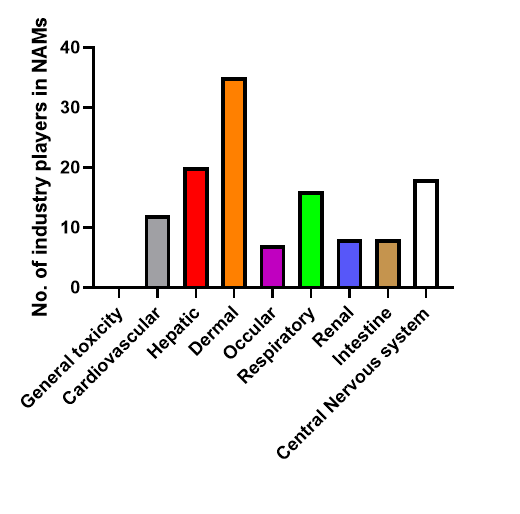 No. of industry players in NAMs
40
30
20
10
0
General toxicity
Cardiovascular
Hepatic
Dermal
Occular
Respiratory
Renal
Intestine
Central Nervous system